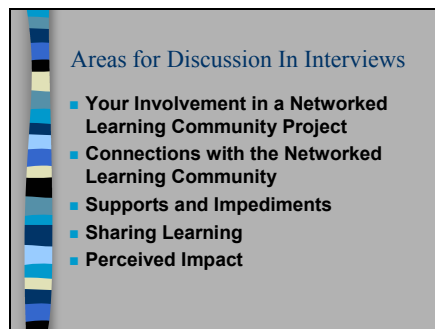 Areas for Discussion In Interviews
Your Involvement in a Networked
Learning Community Project
Connections with the Networked
Learning Community
Supports and Impediments
Sharing Learning
Perceived Impact